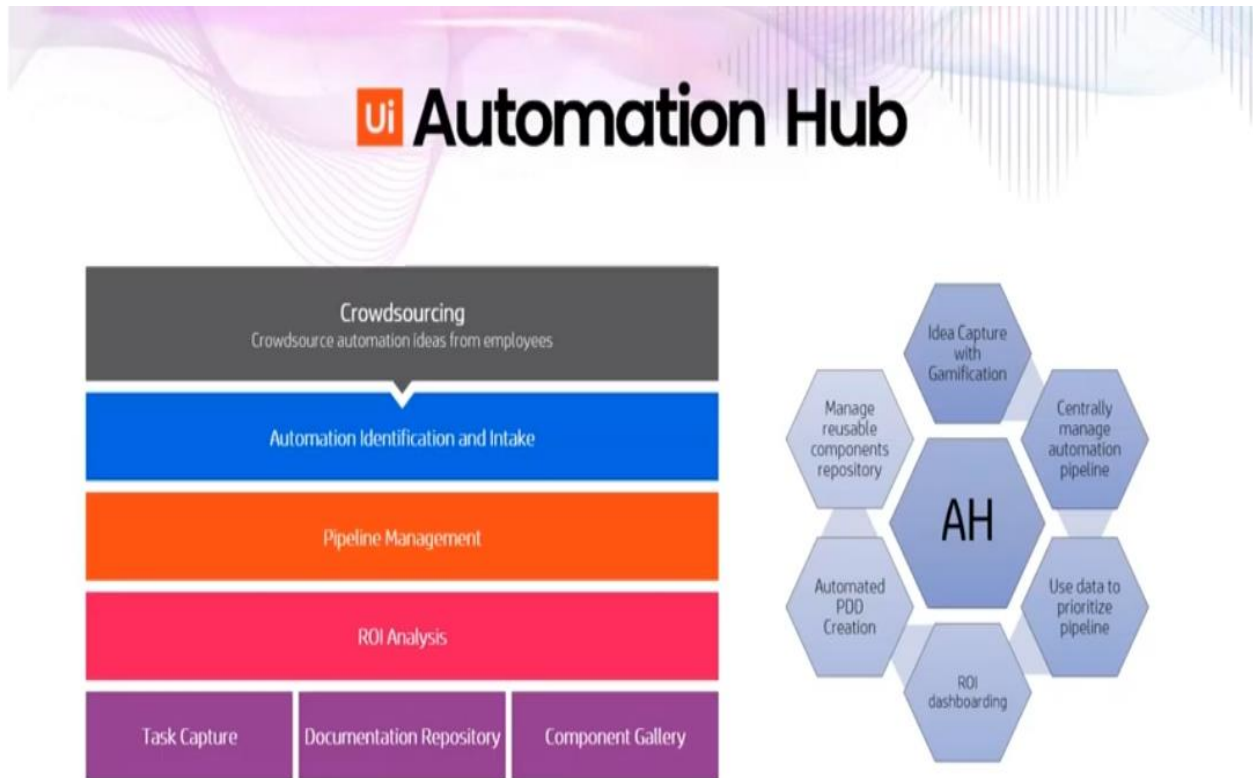 Ui Automation Hub
Crowdsourcing
Crowdsource automation ideas from employees
Automation Identification and Intake
Pipeline Management
ROI Analysis
Task Capture
Documentation Repository
Component Gallery
Idea Capture
with
Gamification
Centrally
manage
automation
pipeline
Use data to
prioritize
pipeline
ROI
dashboarding
Automated
PDD
Creation
Manage
reusable
components
repository
AH